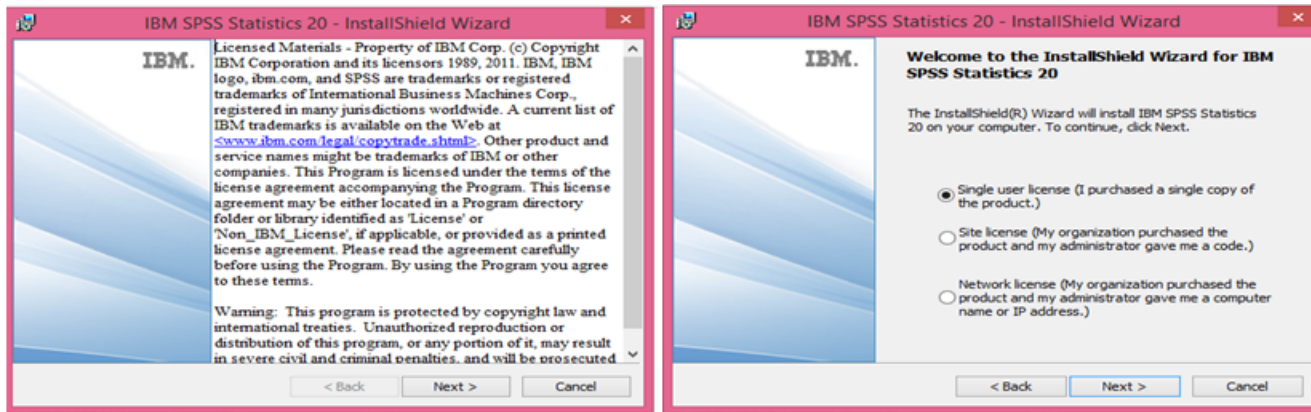 IBM SPSS Statistics 20 - InstallShield Wizard
IBM.
Licensed Materials - Property of IBM Corp. (c) Copyright
IBM Corporation and its licensors 1989, 2011. IBM, IBM
logo, ibm.com, and SPSS are trademarks or registered
trademarks of International Business Machines Corp.,
registered in many jurisdictions worldwide. A current list of
IBM trademarks is available on the Web at
<www.ibm.com/legal/copytrade.shtml>. Other product and
service names might be trademarks of IBM or other
companies. This Program is licensed under the terms of the
license agreement accompanying the Program. This license
agreement may be either located in a Program directory
folder or library identified as 'License' or
'Non_IBM_License', if applicable, or provided as a printed
license agreement. Please read the agreement carefully
before using the Program. By using the Program you agree
to these terms.
Warning: This program is protected by copyright law and
international treaties. Unauthorized reproduction or
distribution of this program, or any portion of it, may result
in severe civil and criminal penalties, and will be prosecuted
< Back
Next >
Cancel
IBM SPSS Statistics 20 - InstallShield Wizard
IBM.
Welcome to the InstallShield Wizard for IBM
SPSS Statistics 20
The InstallShield(R) Wizard will install IBM SPSS Statistics
20 on your computer. To continue, click Next.
Single user license (I purchased a single copy of
the product.)
Site license (My organization purchased the
product and my administrator gave me a code.)
Network license (My organization purchased the
product and my administrator gave me a computer
name or IP address.)
< Back
Next >
Cancel